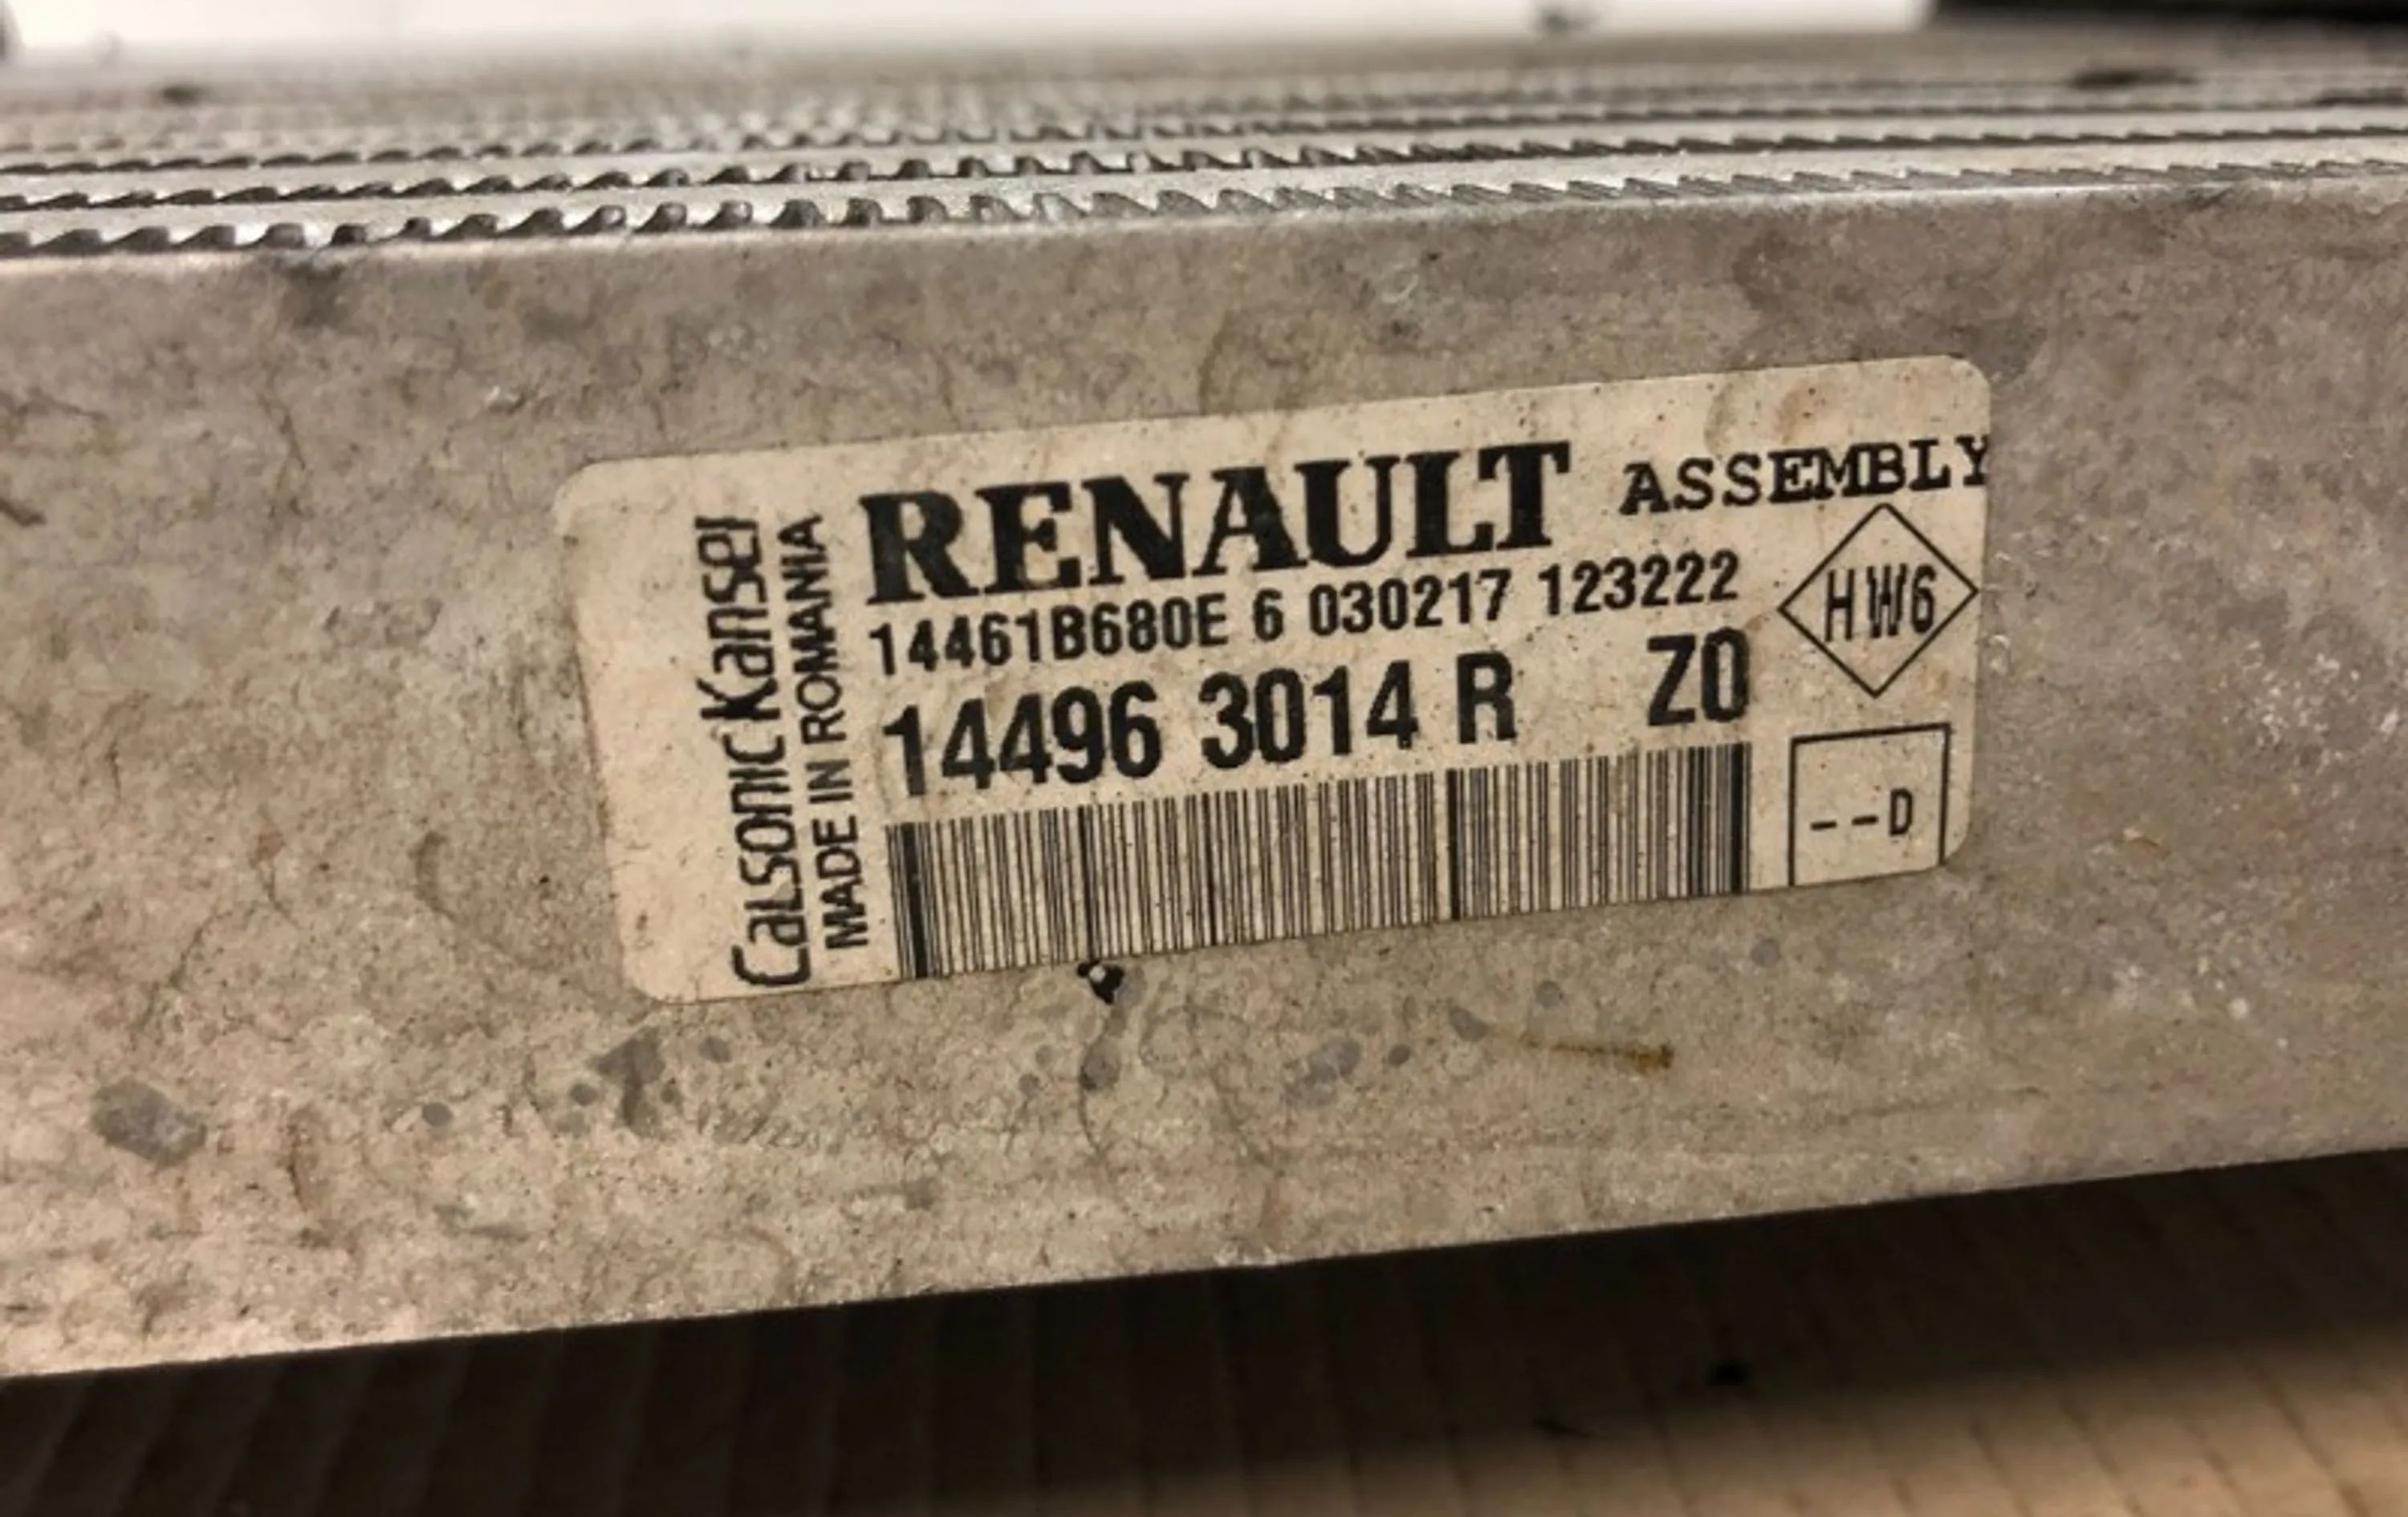 RENAULT ASSEMBLY
14461B680E 6 030217 123222
14496 3014 R Z0
HW6
--D
CalsonicKansei
MADE IN ROMANIA